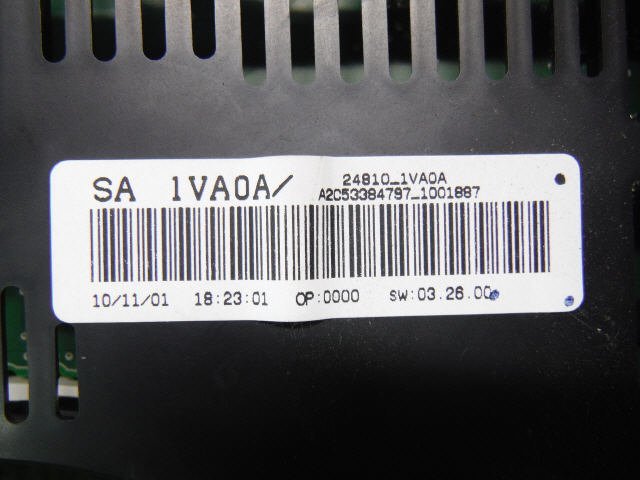 SA 1VA0A/
24810_1VA0A
A2C53384797_1001887
10/11/01 18:23:01 OP:0000 SW:03.26.00